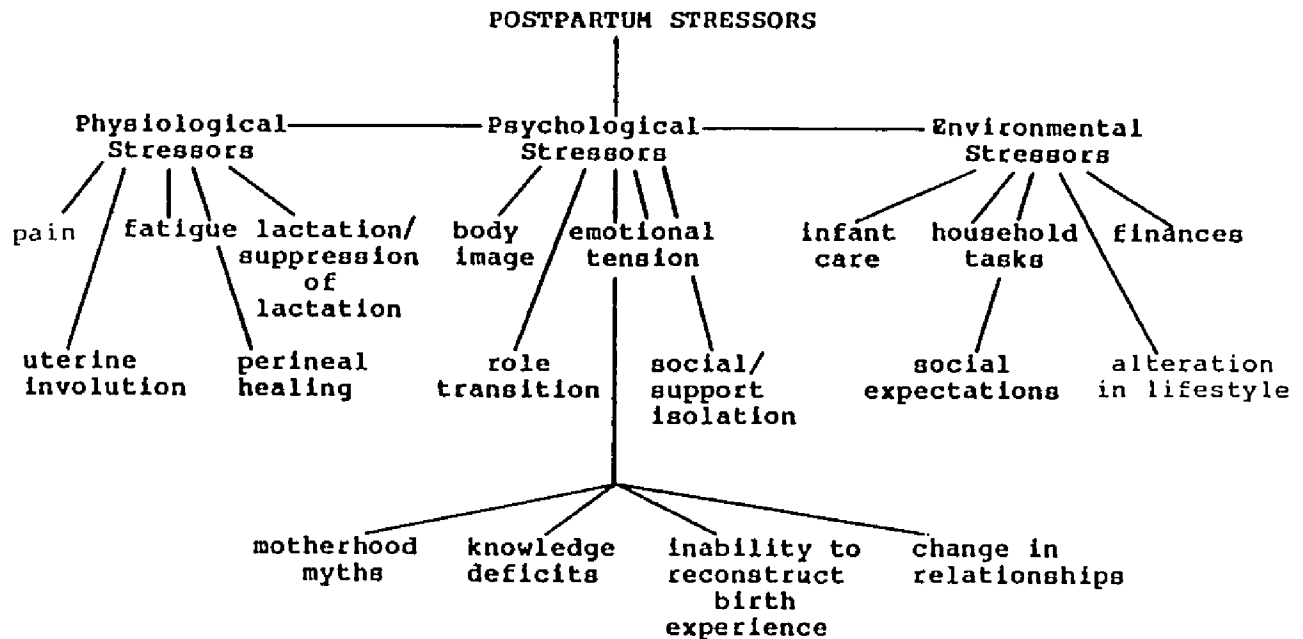 POSTPARTUM STRESSORS
Physiological
Stressors
Psychological
Stressors
Environmental
Stressors
pain
fatigue
lactation/
suppression
of
lactation
body
image
emotional
tension
infant
care
household
tasks
finances
uterine
involution
perineal
healing
role
transition
social/
support
isolation
social
expectations
alteration
in lifestyle
motherhood
myths
knowledge
deficits
inability to
reconstruct
birth
experience
change in
relationships